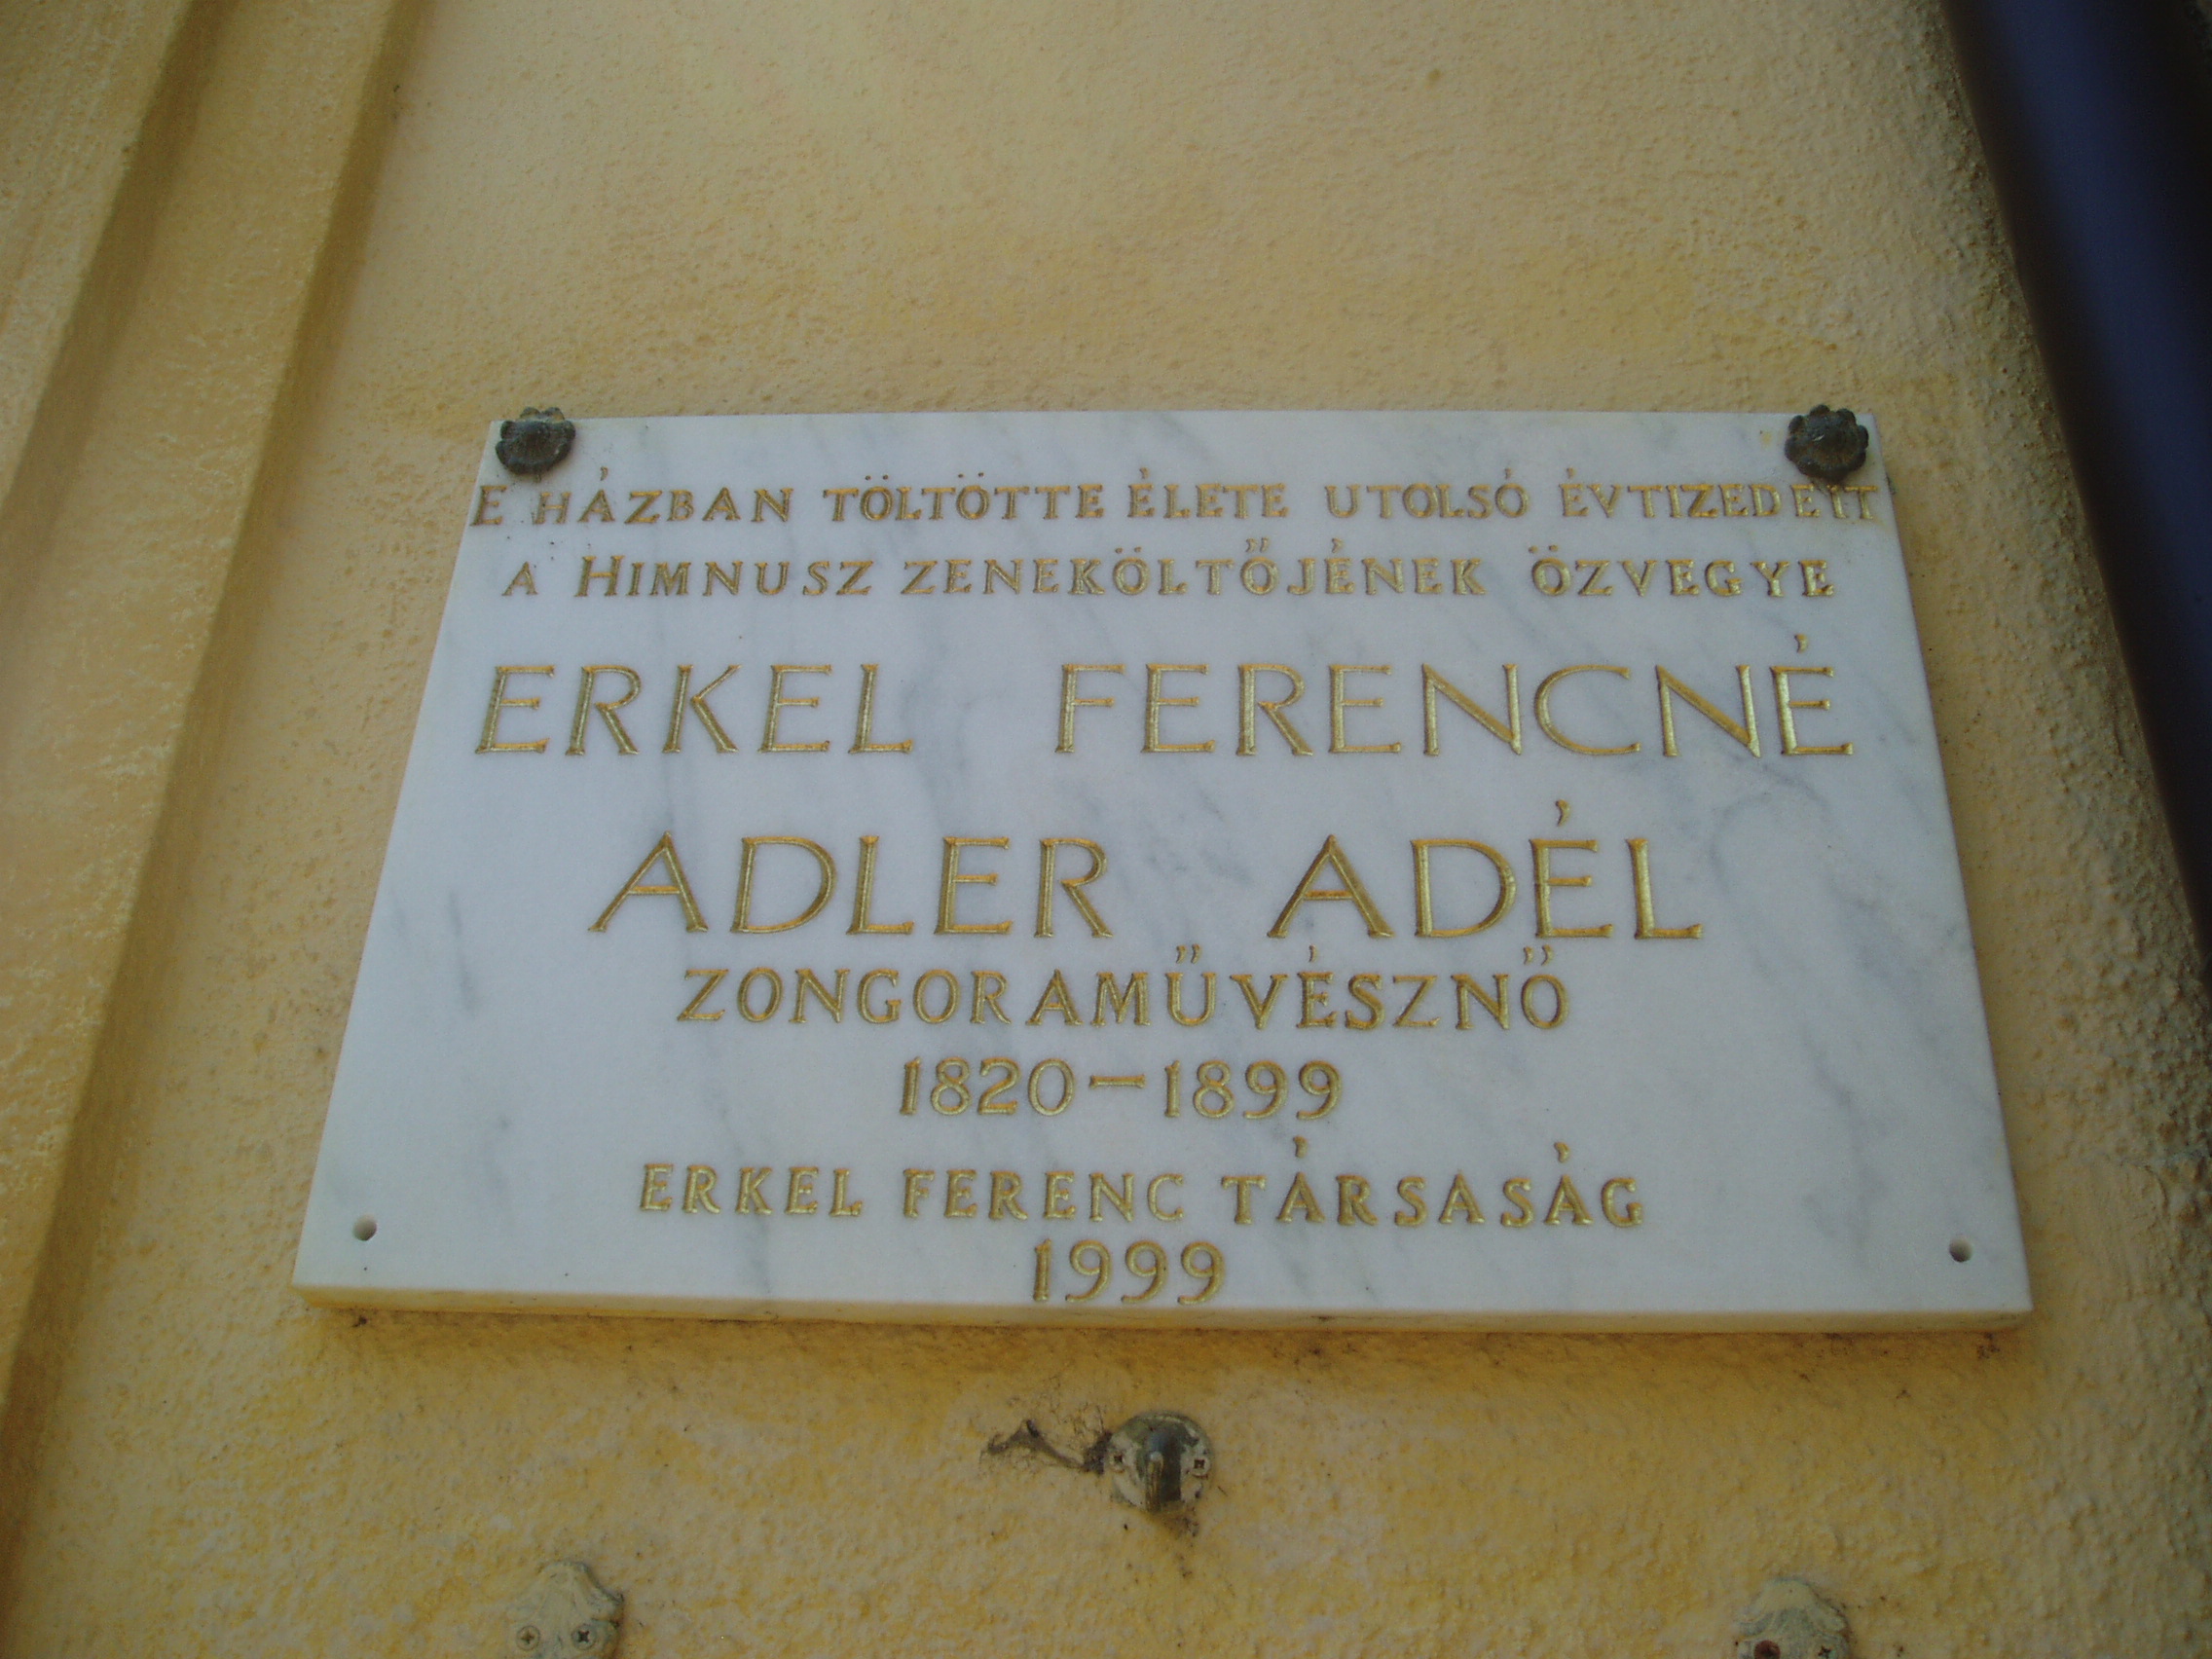 E HÁZBAN TÖLTÖTTE ÉLETE UTOLSÓ ÉVTIZEDEIT
A HIMNUSZ ZENEKÖLTŐJÉNEK ÖZVEGYE
ERKEL FERENCNÉ
ADLER ADÉL
ZONGORAMŰVÉSZNŐ
1820-1899
ERKEL FERENC TÁRSASÁG
1999